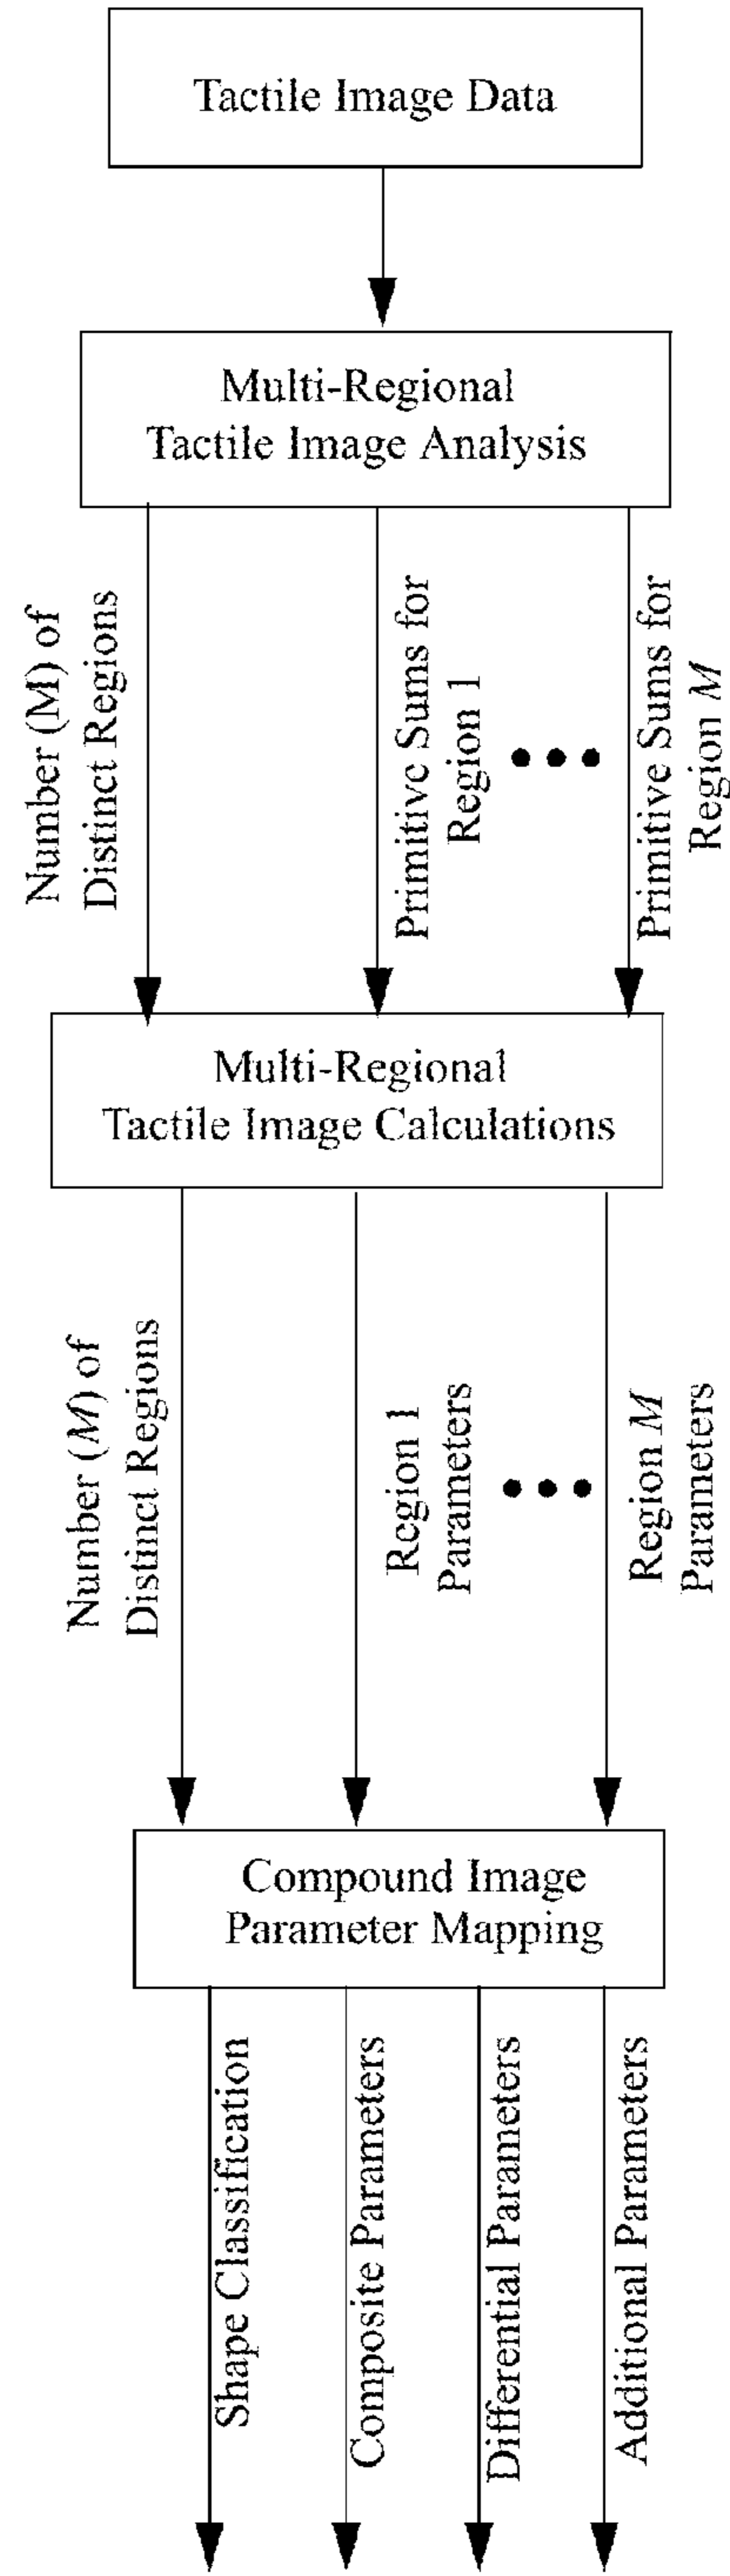 Tactile Image Data
Multi-Regional
Tactile Image Analysis
Number (M) of
Distinct Regions
Primitive Sums for
Region 1
Primitive Sums for
Region M
Multi-Regional
Tactile Image Calculations
Number (M) of
Distinct Regions
Region 1
Parameters
Region M
Parameters
Compound Image
Parameter Mapping
Shape Classification
Composite Parameters
Differential Parameters
Additional Parameters